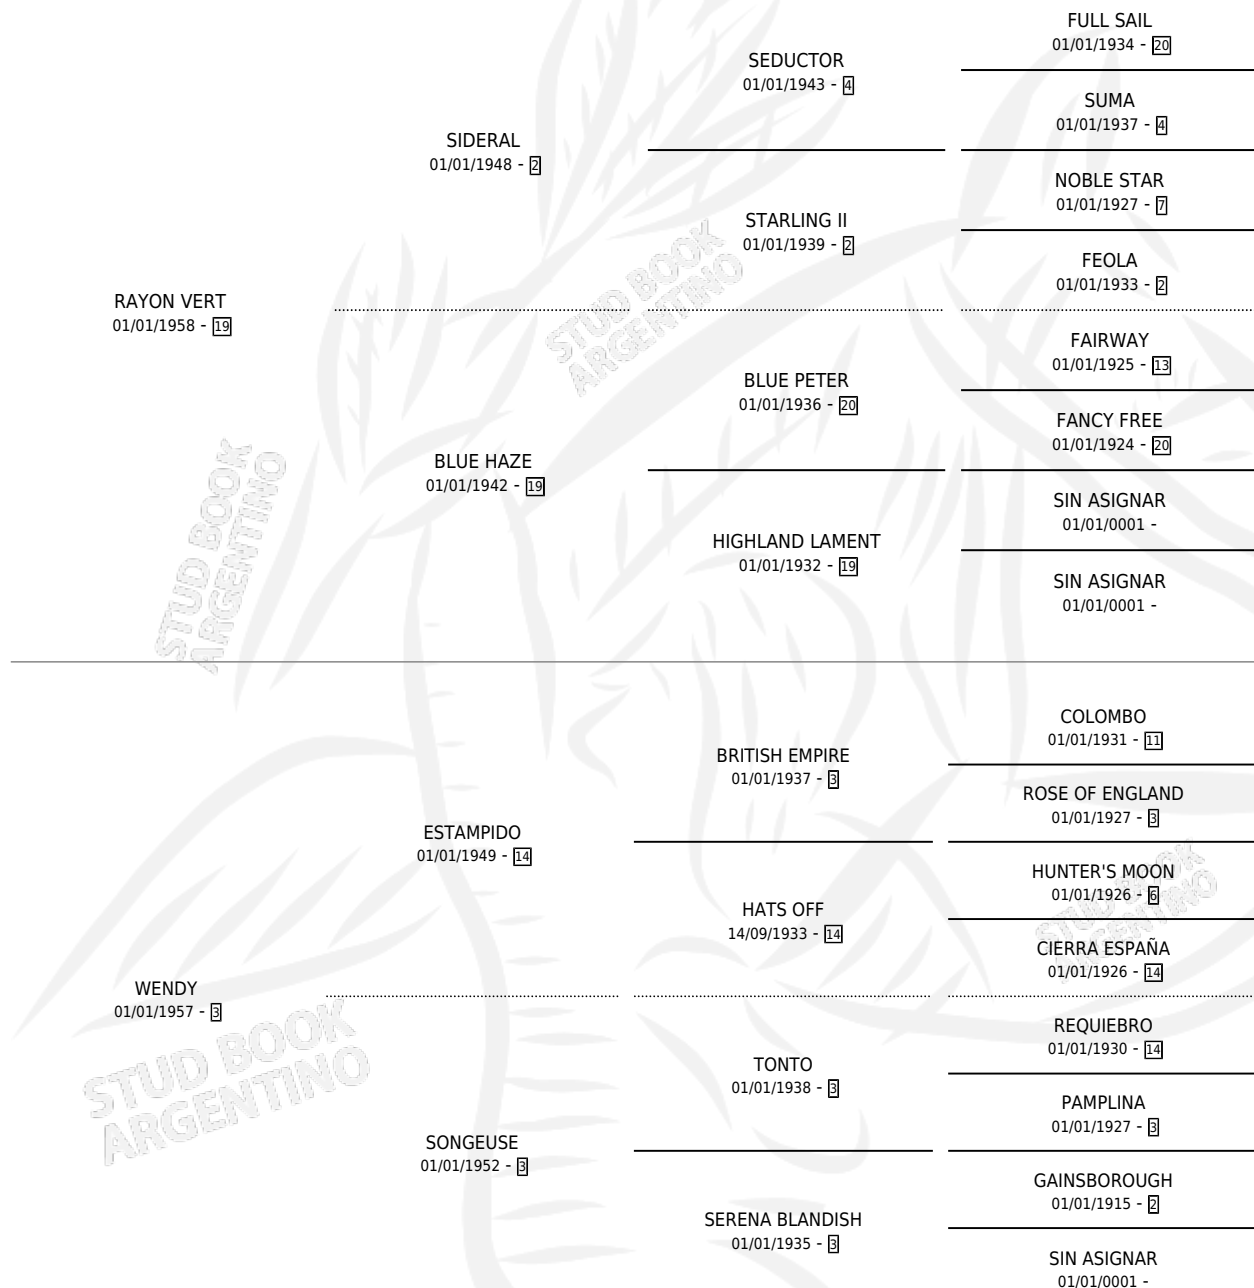 FULL SAIL
01/01/1934 - 20
SEDUCTOR
01/01/1943 - 4
SUMA
01/01/1937 - 4
SIDERAL
01/01/1948 - 2
NOBLE STAR
01/01/1927 - 7
STARLING II
01/01/1939 - 2
FEOLA
01/01/1933 - 2
RAYON VERT
01/01/1958 - 19
FAIRWAY
01/01/1925 - 13
BLUE PETER
01/01/1936 - 20
FANCY FREE
01/01/1924 - 20
BLUE HAZE
01/01/1942 - 19
SIN ASIGNAR
01/01/0001 -
HIGHLAND LAMENT
01/01/1932 - 19
SIN ASIGNAR
01/01/0001 -
COLOMBO
01/01/1931 - 11
BRITISH EMPIRE
01/01/1937 - 3
ROSE OF ENGLAND
01/01/1927 - 3
ESTAMPIDO
01/01/1949 - 14
HUNTER'S MOON
01/01/1926 - 6
HATS OFF
14/09/1933 - 14
CIERRA ESPAÑA
01/01/1926 - 14
WENDY
01/01/1957 - 3
REQUIEBRO
01/01/1930 - 14
TONTO
01/01/1938 - 3
PAMPLINA
01/01/1927 - 3
SONGEUSE
01/01/1952 - 3
GAINSBOROUGH
01/01/1915 - 2
SERENA BLANDISH
01/01/1935 - 3
SIN ASIGNAR
01/01/0001 -
STUD BOOK
ARGENTINO
STUD BOOK
ARGENTINO
STUD BOOK
ARGENTINO
STUD BOOK
ARGENTINO